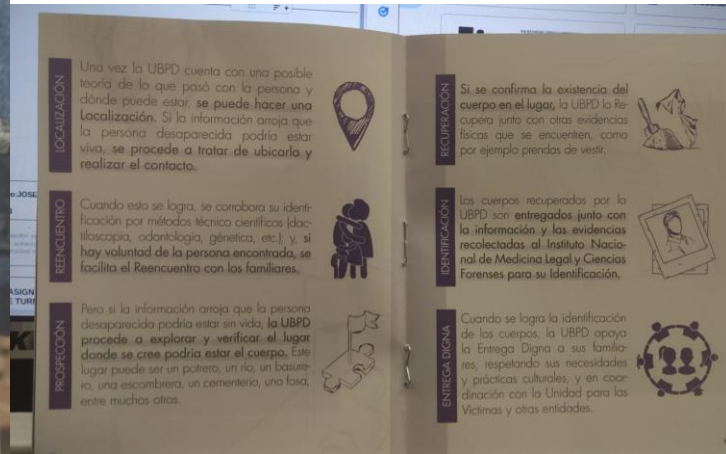 LOCALIZACIÓN
Una vez la UBPD cuenta con una posible
teoría de lo que pasó con la persona y
dónde puede estar, se puede hacer una
Localización. Si la información arroja que
la persona desaparecida podría estar
viva, se procede a tratar de ubicarla y
realizar el contacto.
REENCUENTRO
Cuando esto se logra, se corrobora su identi-
ficación por métodos técnico científicos (dac-
tiloscopia, odontología, génetica, etc.); y, si
hay voluntad de la persona encontrada, se
facilita el Reencuentro con los familiares.
PROSPECCIÓN
Pero si la información arroja que la persona
desaparecida podría estar sin vida, la UBPD
procede a explorar y verificar el lugar
donde se cree podría estar el cuerpo. Este
lugar puede ser un potrero, un río, un basure-
ro, una escombrera, un cementerio, una fosa,
entre muchos otros.
RECUPERACIÓN
Si se confirma la existencia del
cuerpo en el lugar, la UBPD lo Re-
cupera junto con otras evidencias
físicas que se encuentren, como
por ejemplo prendas de vestir.
IDENTIFICACIÓN
Los cuerpos recuperados por la
UBPD son entregados junto con
la información y las evidencias
recolectadas al Instituto Nacio-
nal de Medicina Legal y Ciencias
Forenses para su Identificación.
ENTREGA DIGNA
Cuando se logra la identificación
de los cuerpos, la UBPD apoya
la Entrega Digna a sus familia-
res, respetando sus necesidades
y prácticas culturales, y en coor-
dinación con la Unidad para las
Víctimas y otras entidades.